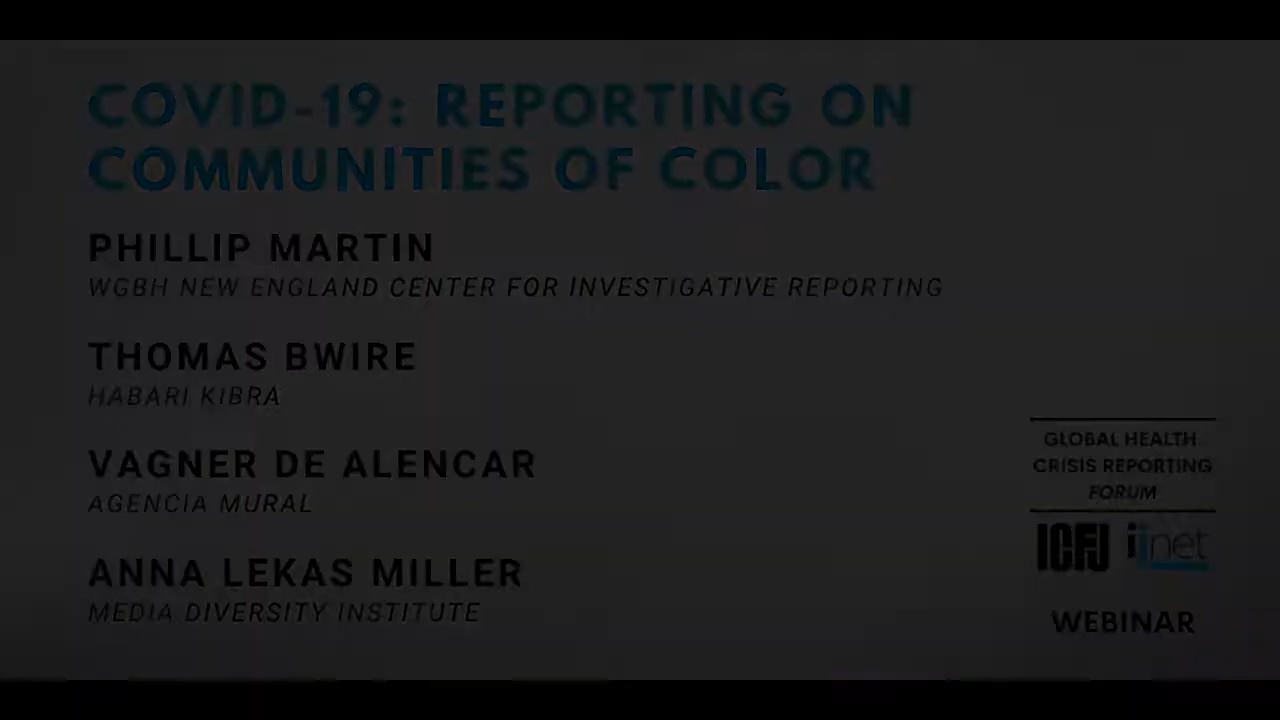 COVID-19: REPORTING ON
COMMUNITIES OF COLOR
PHILLIP MARTIN
WGBH NEW ENGLAND CENTER FOR INVESTIGATIVE REPORTING
THOMAS BWIRE
HABARI KIBRA
VAGNER DE ALENCAR
AGENCIA MURAL
ANNA LEKAS MILLER
MEDIA DIVERSITY INSTITUTE
GLOBAL HEALTH
CRISIS REPORTING
FORUM
ICFJ ijnet
WEBINAR